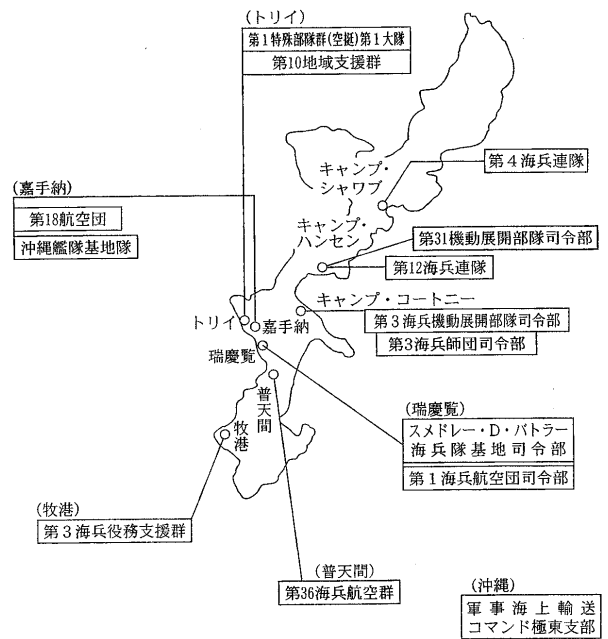 (トリイ)
第1特殊部隊群(空挺)第1大隊
第10地域支援群
キャンプ・
シャワブ
第4海兵連隊
(嘉手納)
第18航空団
沖縄艦隊基地隊
キャンプ・
ハンセン
第31機動展開部隊司令部
第12海兵連隊
キャンプ・コートニー
第3海兵機動展開部隊司令部
第3海兵師団司令部
トリイ
嘉手納
瑞慶覧
普天間
牧港
(瑞慶覧)
スメドレー・D・バトラー
海兵隊基地司令部
第1海兵航空団司令部
(牧港)
第3海兵役務支援群
(普天間)
第36海兵航空群
(沖縄)
軍事海上輸送
コマンド極東支部